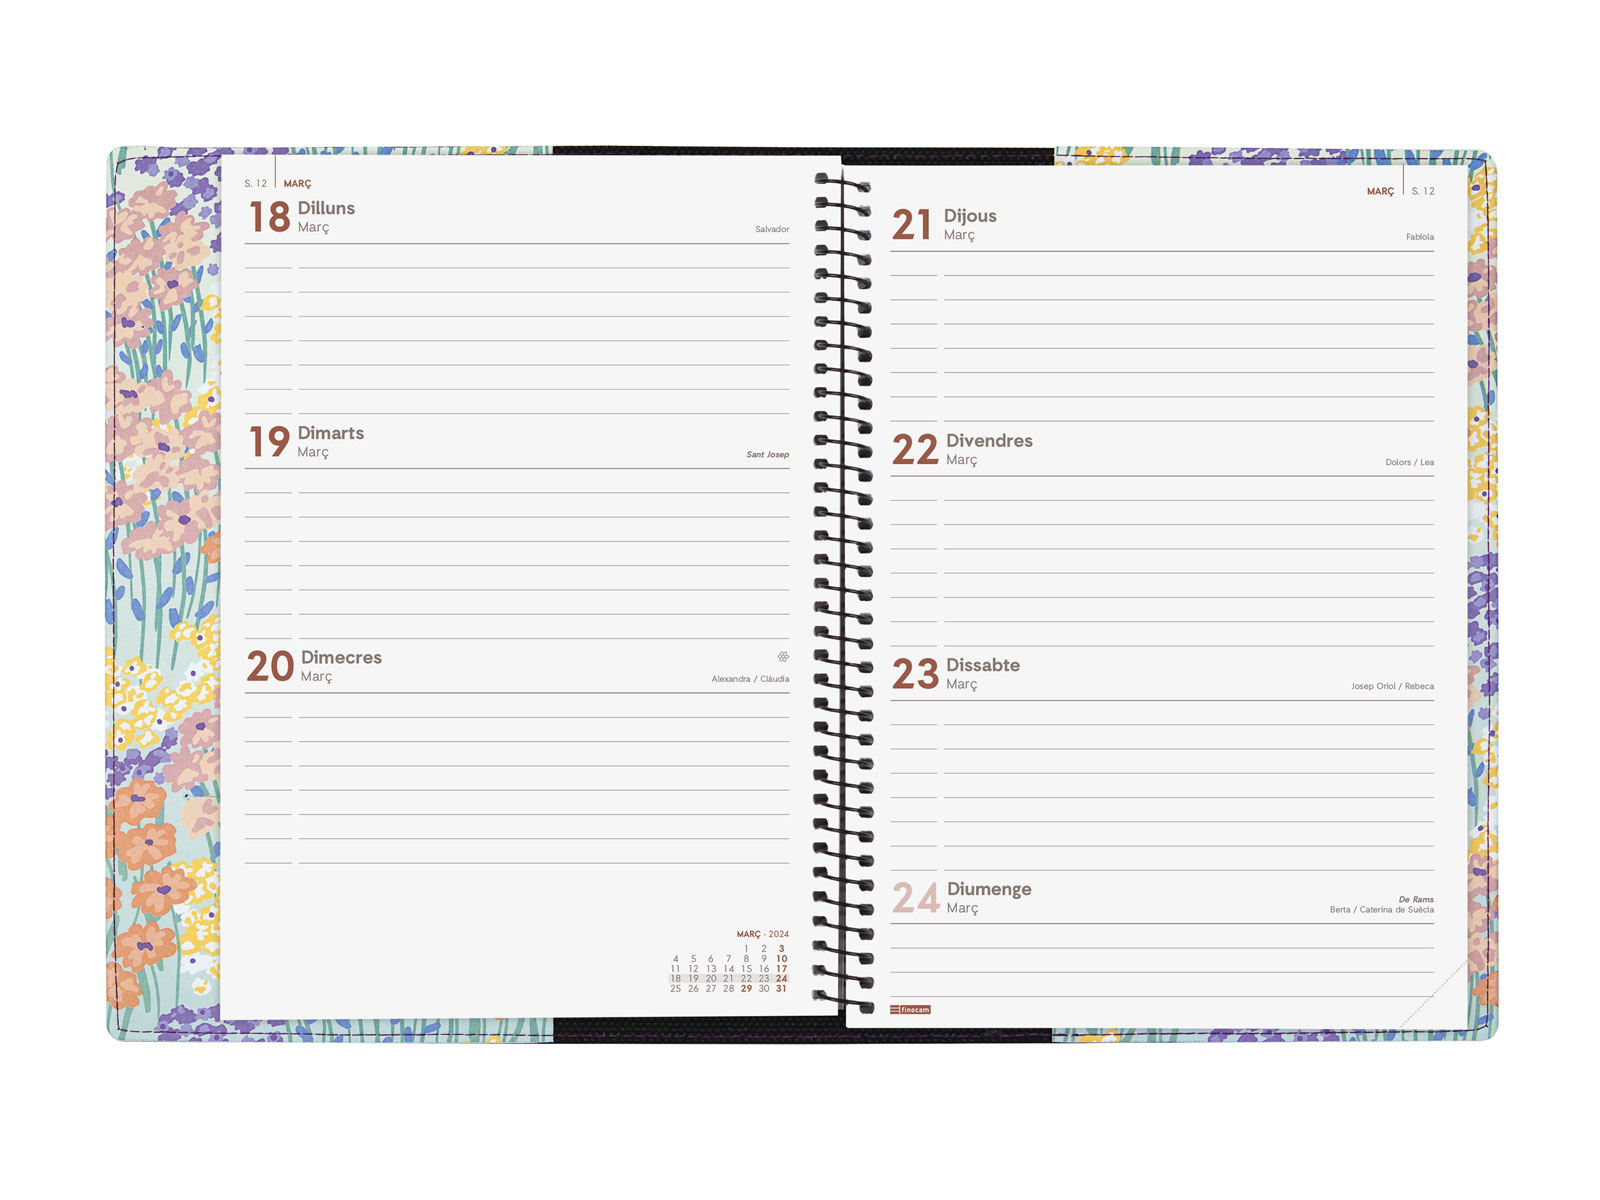 S. 12 MARÇ
18 Dilluns
Març
Salvador
19 Dimarts
Març
Sant Josep
20 Dimecres
Març
Alexandra / Clàudia
MARÇ · 2024
1 2 3
4 5 6 7 8 9 10
11 12 13 14 15 16 17
18 19 20 21 22 23 24
25 26 27 28 29 30 31
MARÇ S. 12
21 Dijous
Març
Fabiola
22 Divendres
Març
Dolors / Lea
23 Dissabte
Març
Josep Oriol / Rebeca
24 Diumenge
Març
De Rams
Berta / Caterina de Suècia
finocam